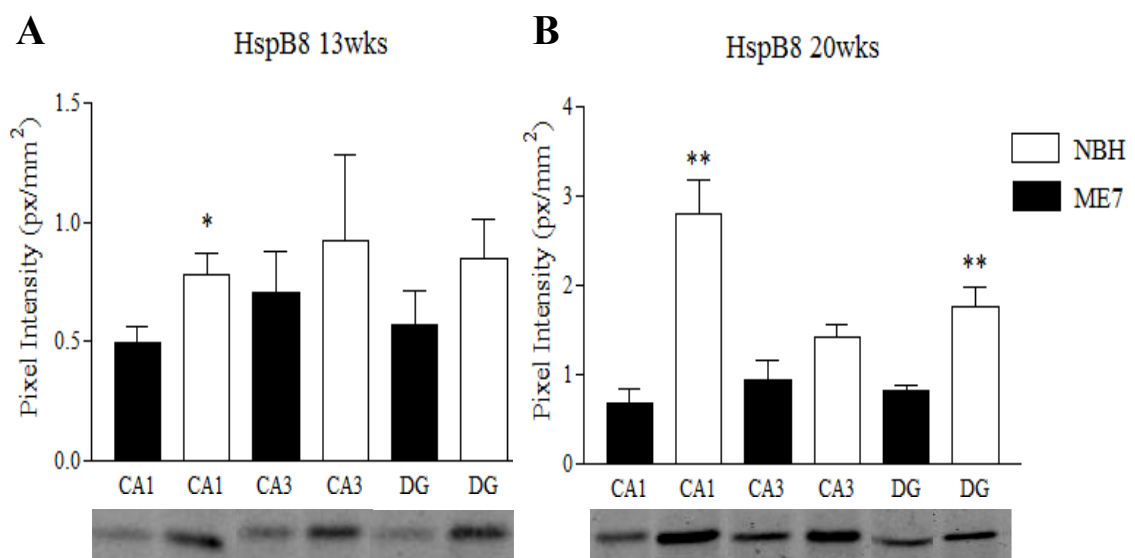 A
HspB8 13wks
Pixel Intensity (px/mm²)
1.5
1.0
0.5
0.0
*
CA1 CA1 CA3 CA3 DG DG
B
HspB8 20wks
Pixel Intensity (px/mm²)
4
3
2
1
0
**
**
CA1 CA1 CA3 CA3 DG DG
NBH
ME7